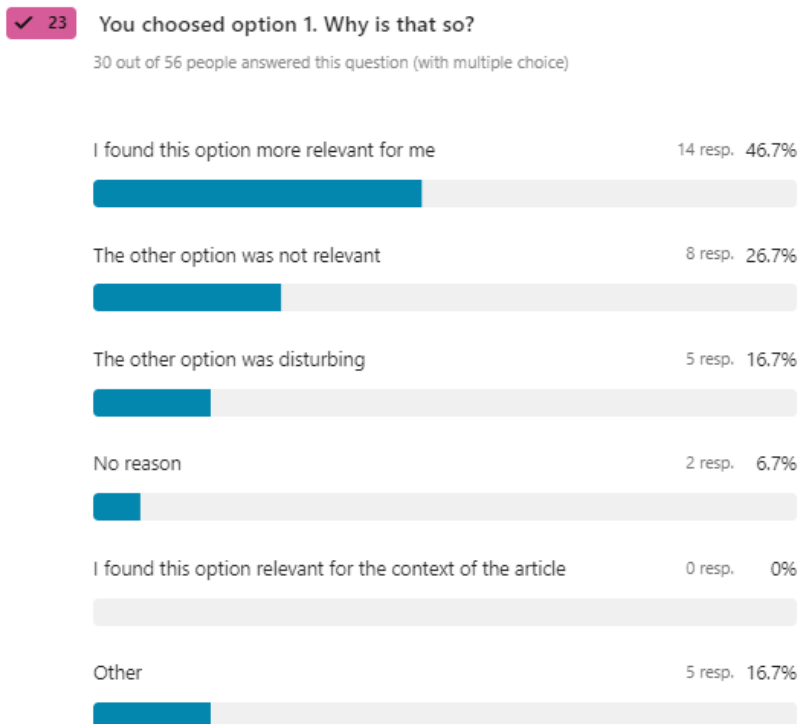 23 You choosed option 1. Why is that so?
30 out of 56 people answered this question (with multiple choice)
I found this option more relevant for me 14 resp. 46.7%
The other option was not relevant 8 resp. 26.7%
The other option was disturbing 5 resp. 16.7%
No reason 2 resp. 6.7%
I found this option relevant for the context of the article 0 resp. 0%
Other 5 resp. 16.7%